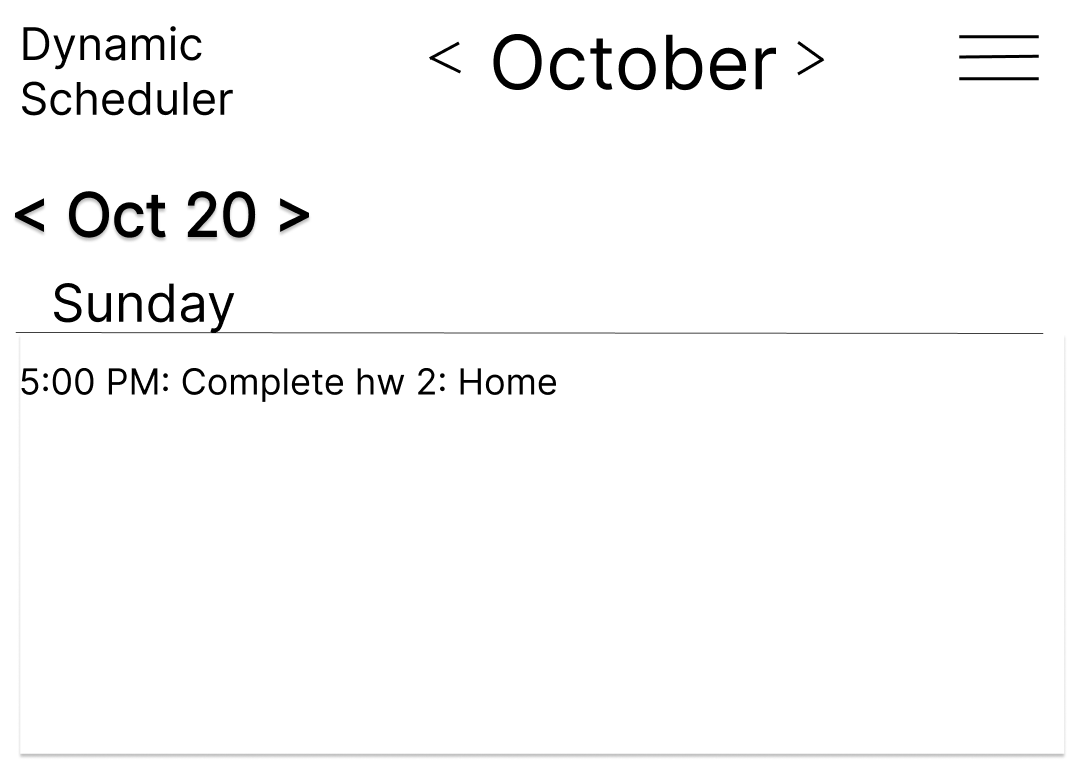 Dynamic
Scheduler
< October >
< Oct 20 >
Sunday
5:00 PM: Complete hw 2: Home